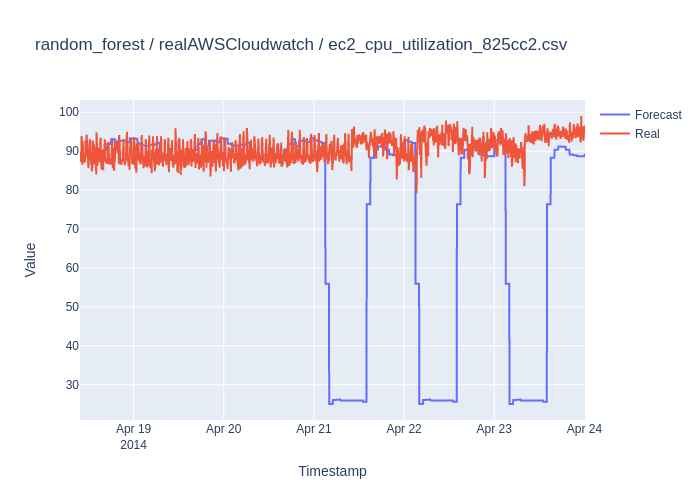 random_forest / realAWSCloudwatch / ec2_cpu_utilization_825cc2.csv
Forecast
Real
100
90
80
70
60
50
40
30
Value
Apr 19
2014
Apr 20
Apr 21
Apr 22
Apr 23
Apr 24
Timestamp